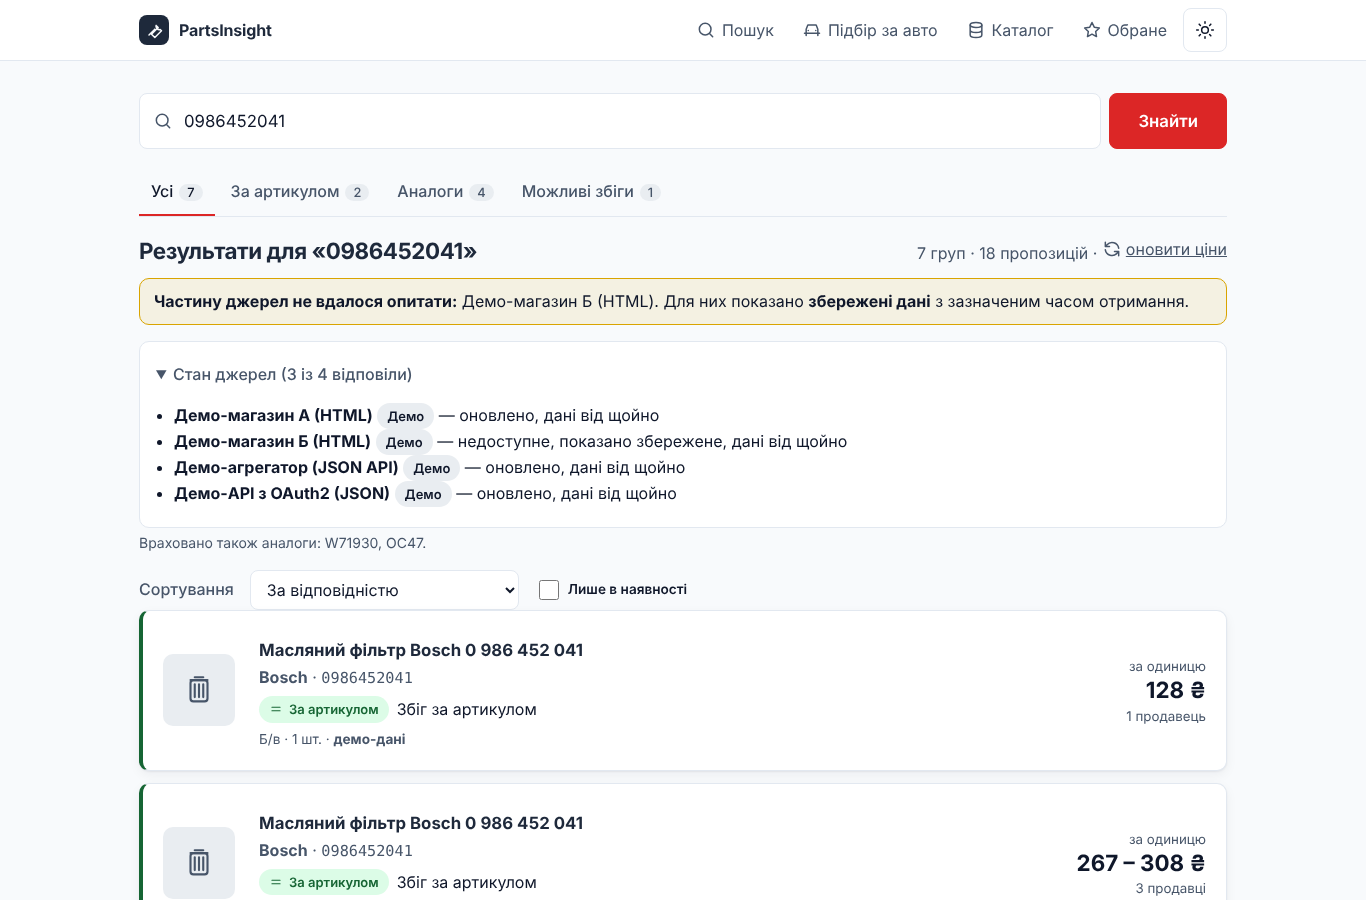 PartsInsight
Пошук
Підбір за авто
Каталог
Обране
0986452041
Знайти
Усі 7
За артикулом 2
Аналоги 4
Можливі збіги 1
Результати для «0986452041»
7 груп · 18 пропозицій · оновити ціни
Частину джерел не вдалося опитати: Демо-магазин Б (HTML). Для них показано збережені дані з зазначеним часом отримання.
▼ Стан джерел (3 із 4 відповіли)
• Демо-магазин А (HTML) Демо — оновлено, дані від щойно
• Демо-магазин Б (HTML) Демо — недоступне, показано збережене, дані від щойно
• Демо-агрегатор (JSON API) Демо — оновлено, дані від щойно
• Демо-API з OAuth2 (JSON) Демо — оновлено, дані від щойно
Враховано також аналоги: W71930, OC47.
Сортування За відповідністю Лише в наявності
Масляний фільтр Bosch 0 986 452 041
Bosch · 0986452041
= За артикулом Збіг за артикулом
Б/в · 1 шт. · демо-дані
за одиницю
128 ₴
1 продавець
Масляний фільтр Bosch 0 986 452 041
Bosch · 0986452041
= За артикулом Збіг за артикулом
за одиницю
267 – 308 ₴
3 продавці